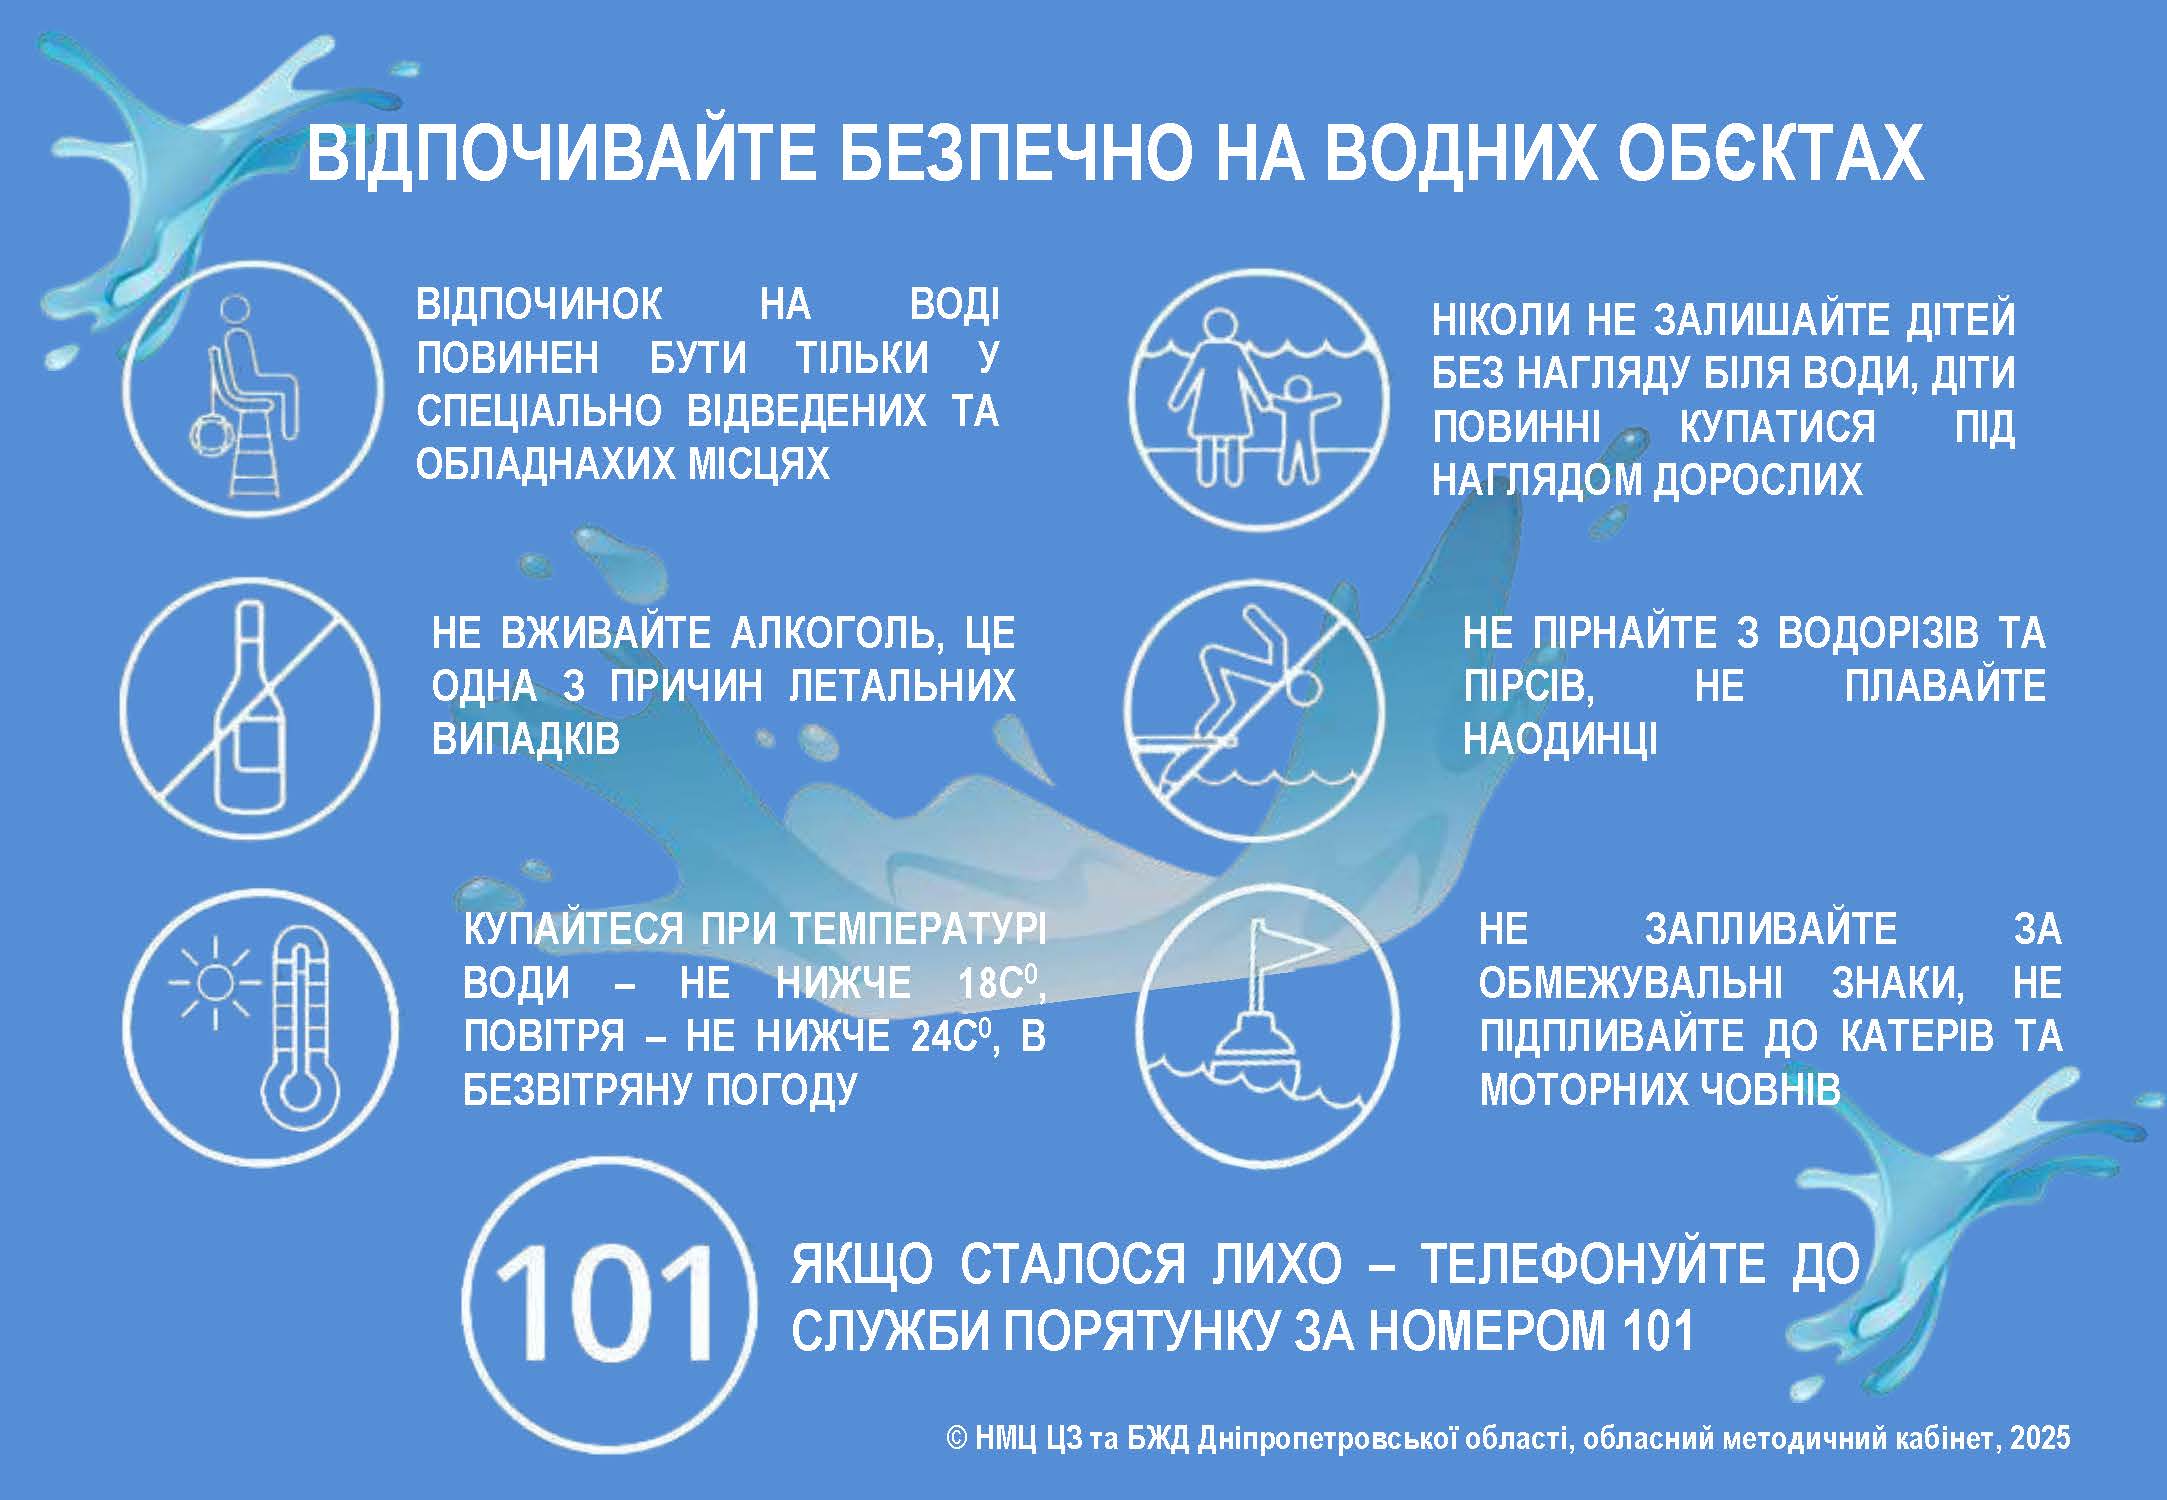 ВІДПОЧИВАЙТЕ БЕЗПЕЧНО НА ВОДНИХ ОБЄКТАХ
ВІДПОЧИНОК НА ВОДІ
ПОВИНЕН БУТИ ТІЛЬКИ У
СПЕЦІАЛЬНО ВІДВЕДЕНИХ ТА
ОБЛАДНАХИХ МІСЦЯХ
НІКОЛИ НЕ ЗАЛИШАЙТЕ ДІТЕЙ
БЕЗ НАГЛЯДУ БІЛЯ ВОДИ, ДІТИ
ПОВИННІ КУПАТИСЯ ПІД
НАГЛЯДОМ ДОРОСЛИХ
НЕ ВЖИВАЙТЕ АЛКОГОЛЬ, ЦЕ
ОДНА З ПРИЧИН ЛЕТАЛЬНИХ
ВИПАДКІВ
НЕ ПІРНАЙТЕ З ВОДОРІЗІВ ТА
ПІРСІВ, НЕ ПЛАВАЙТЕ
НАОДИНЦІ
КУПАЙТЕСЯ ПРИ ТЕМПЕРАТУРІ
ВОДИ – НЕ НИЖЧЕ 18С⁰,
ПОВІТРЯ – НЕ НИЖЧЕ 24С⁰, В
БЕЗВІТРЯНУ ПОГОДУ
НЕ ЗАПЛИВАЙТЕ ЗА
ОБМЕЖУВАЛЬНІ ЗНАКИ, НЕ
ПІДПЛИВАЙТЕ ДО КАТЕРІВ ТА
МОТОРНИХ ЧОВНІВ
101
ЯКЩО СТАЛОСЯ ЛИХО – ТЕЛЕФОНУЙТЕ ДО
СЛУЖБИ ПОРЯТУНКУ ЗА НОМЕРОМ 101
© НМЦ ЦЗ та БЖД Дніпропетровської області, обласний методичний кабінет, 2025